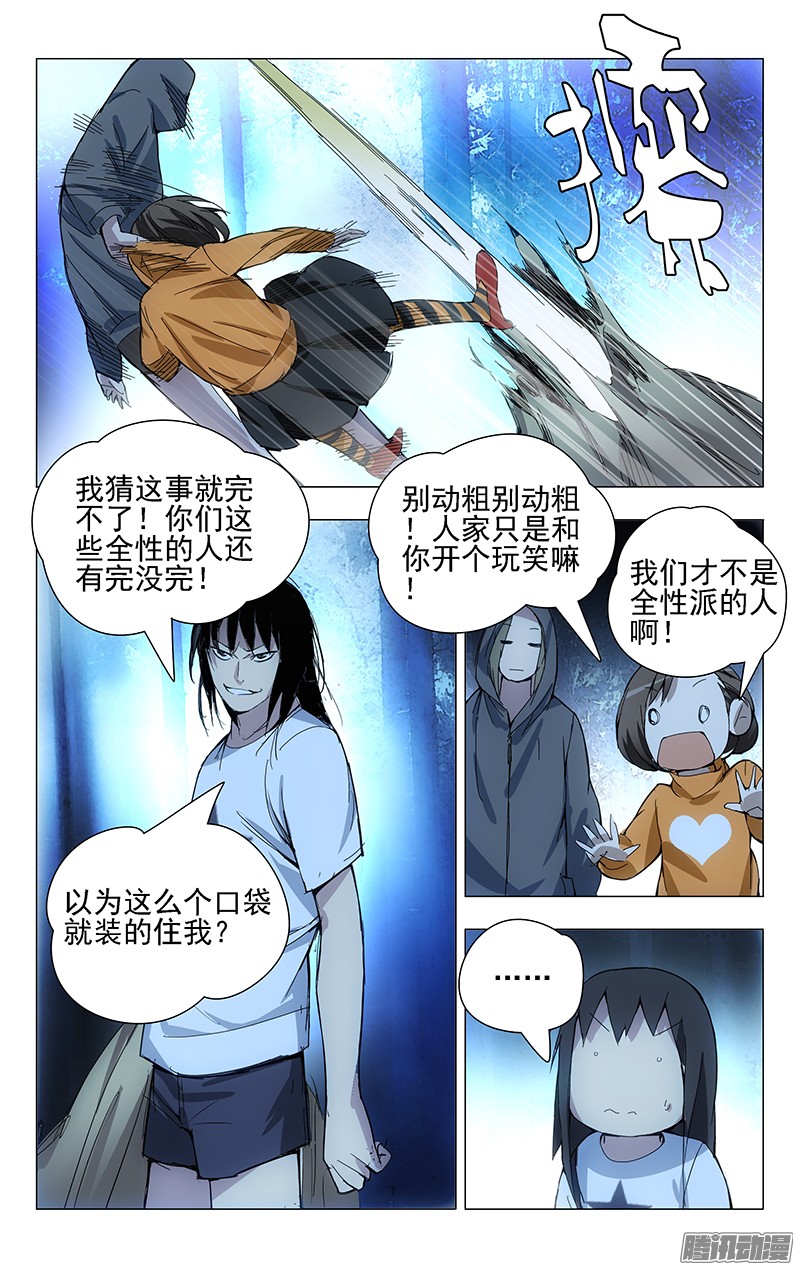 我猜这事就完
不了！你们这
些全性的人还
有完没完！
别动粗别动粗
！人家只是和
你开个玩笑嘛
！
我们才不是
全性派的人
啊！
以为这么个口袋
就装的住我？
……
腾讯动漫